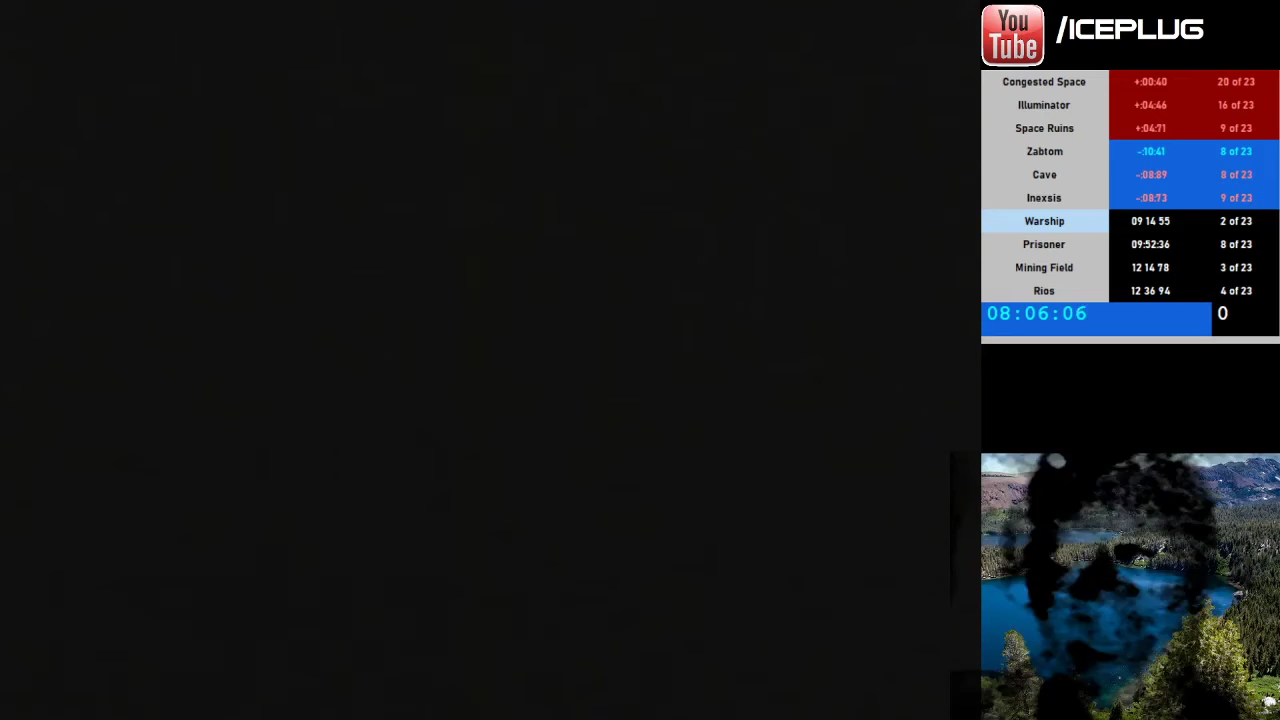 You
Tube
/ICEPLUG
Congested Space +:00:40 20 of 23
Illuminator +:04:46 16 of 23
Space Ruins +:04:71 9 of 23
Zabtom -:10:41 8 of 23
Cave -:08:89 8 of 23
Inexsis -:08:73 9 of 23
Warship 09 14 55 2 of 23
Prisoner 09:52:36 8 of 23
Mining Field 12 14 78 3 of 23
Rios 12 36 94 4 of 23
08:06:06 0